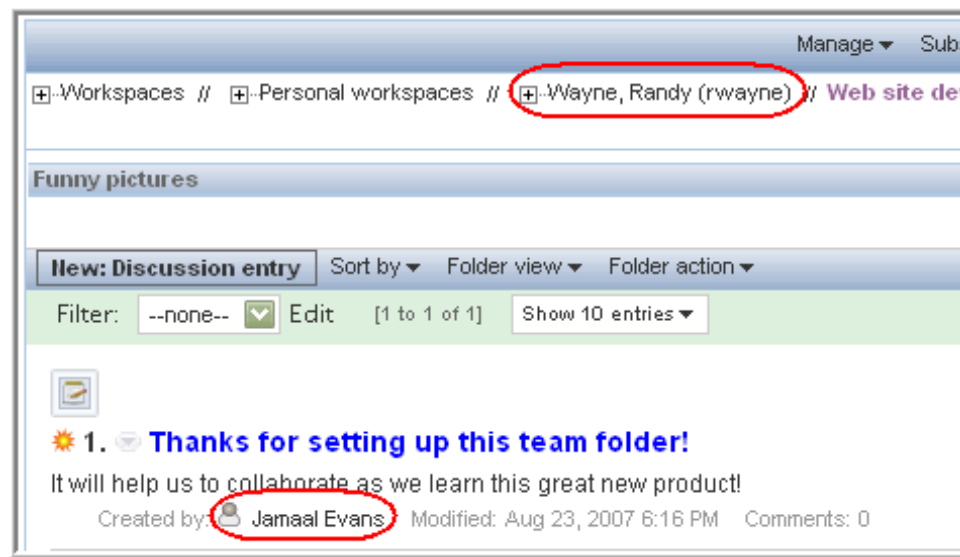 Manage
Workspaces // Personal workspaces // Wayne, Randy (rwayne) // Web site
Funny pictures
New: Discussion entry Sort by Folder view Folder action
Filter: --none-- Edit [1 to 1 of 1] Show 10 entries
1. Thanks for setting up this team folder!
It will help us to collaborate as we learn this great new product!
Created by: Jamaal Evans Modified: Aug 23, 2007 6:16 PM Comments: 0